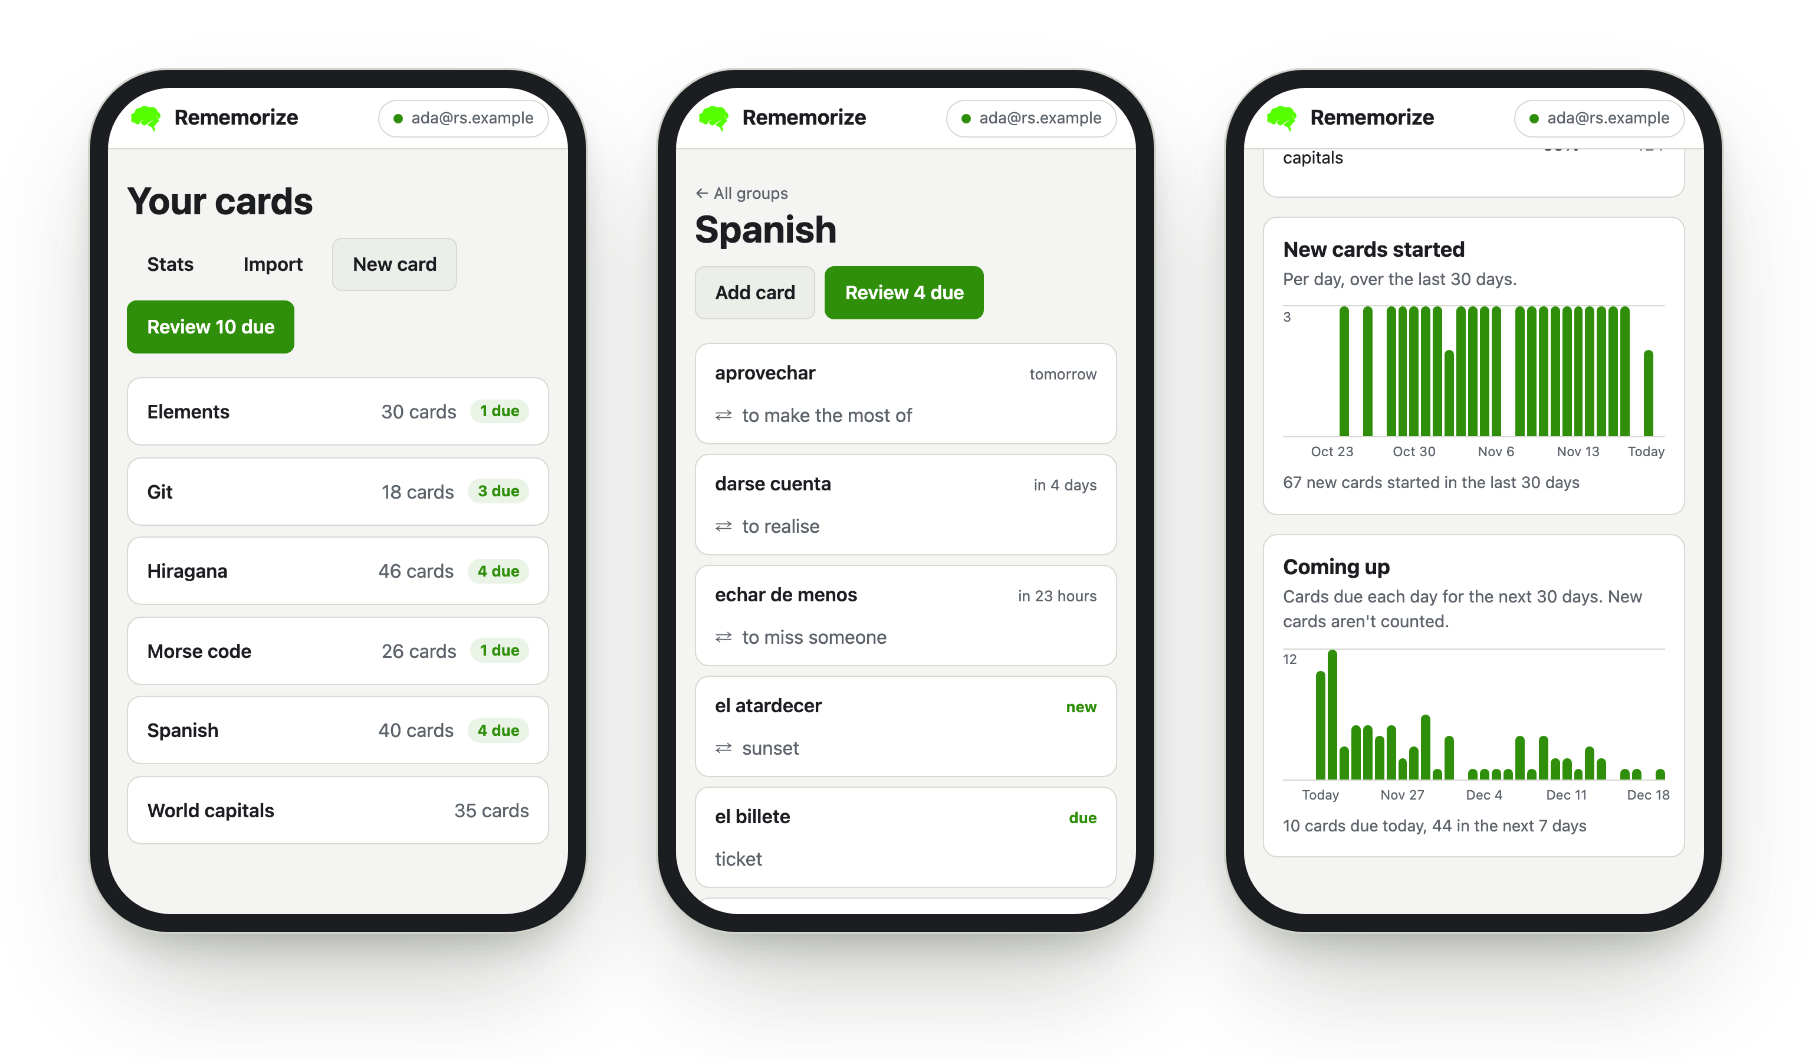 Rememorize
ada@rs.example
Your cards
Stats
Import
New card
Review 10 due
Elements 30 cards 1 due
Git 18 cards 3 due
Hiragana 46 cards 4 due
Morse code 26 cards 1 due
Spanish 40 cards 4 due
World capitals 35 cards
Rememorize
ada@rs.example
← All groups
Spanish
Add card
Review 4 due
aprovechar tomorrow
⇄ to make the most of
darse cuenta in 4 days
⇄ to realise
echar de menos in 23 hours
⇄ to miss someone
el atardecer new
⇄ sunset
el billete due
ticket
Rememorize
ada@rs.example
capitals
New cards started
Per day, over the last 30 days.
3
Oct 23 Oct 30 Nov 6 Nov 13 Today
67 new cards started in the last 30 days
Coming up
Cards due each day for the next 30 days. New
cards aren't counted.
12
Today Nov 27 Dec 4 Dec 11 Dec 18
10 cards due today, 44 in the next 7 days